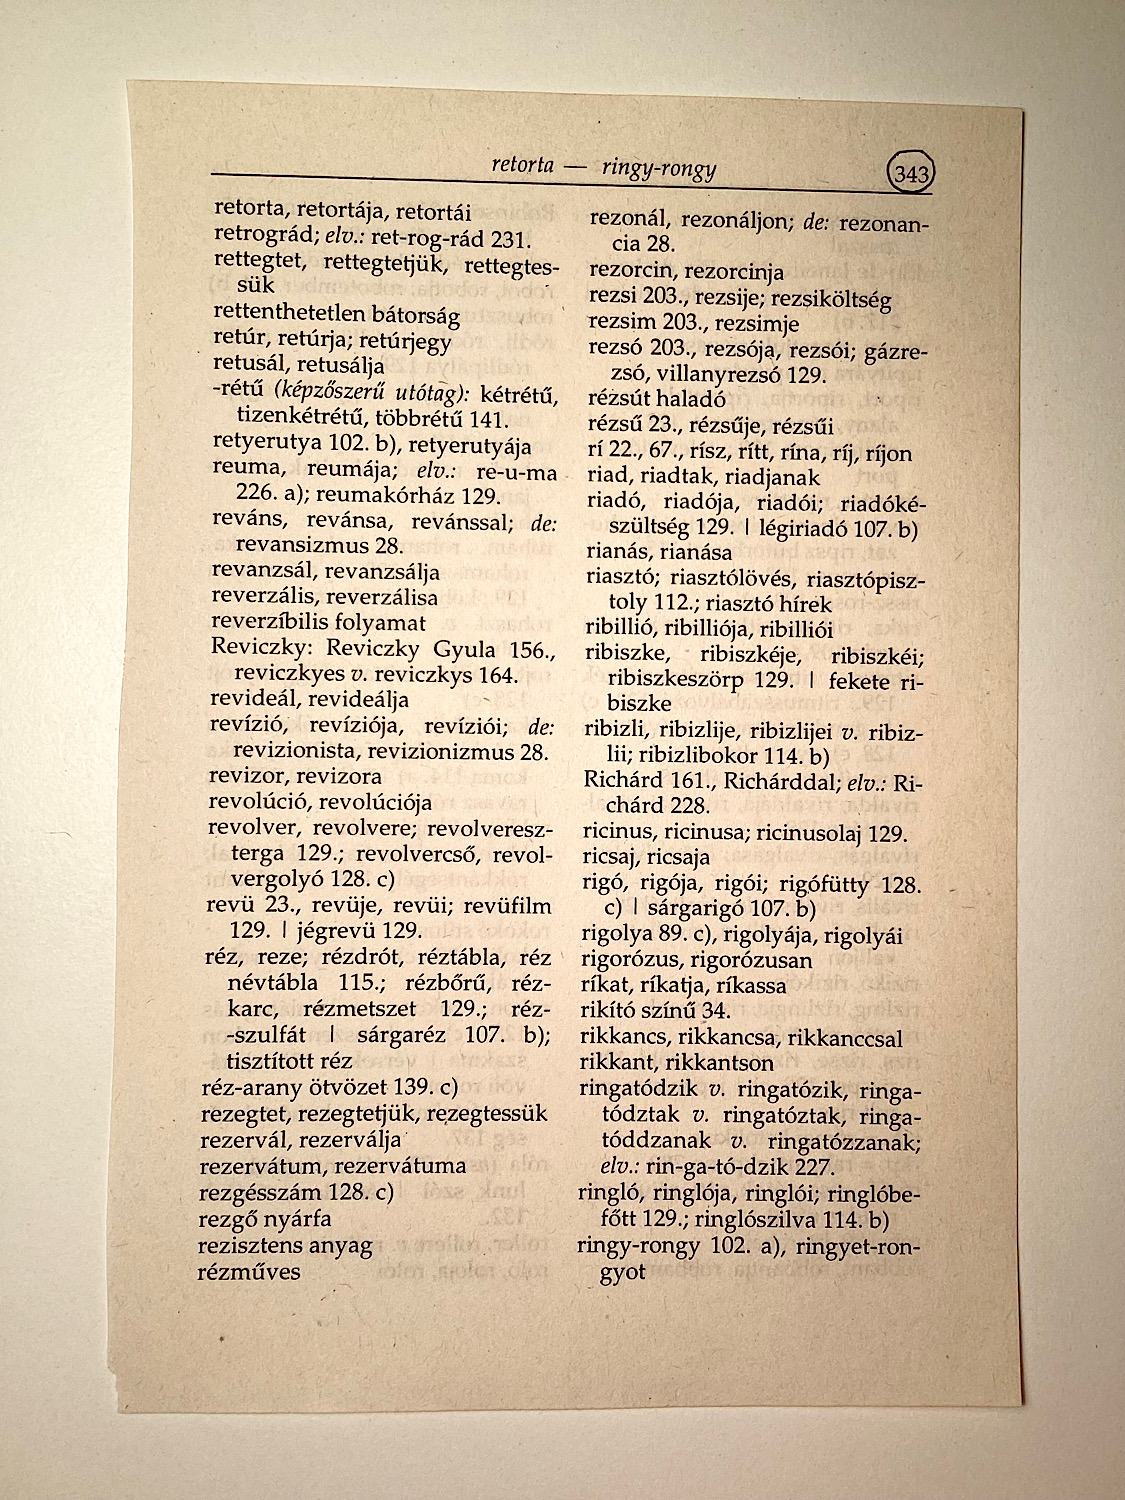 retorta — ringy-rongy 343
retorta, retortája, retortái
retrográd; elv.: ret-rog-rád 231.
rettegtet, rettegtetjük, rettegtes-
sük
rettenthetetlen bátorság
retúr, retúrja; retúrjegy
retusál, retusálja
-rétű (képzőszerű utótag): kétrétű,
tizenkétrétű, többrétű 141.
retyerutya 102. b), retyerutyája
reuma, reumája; elv.: re-u-ma
226. a); reumakórház 129.
reváns, revánsa, revánssal; de:
revansizmus 28.
revanzsál, revanzsálja
reverzális, reverzálisa
reverzíbilis folyamat
Reviczky: Reviczky Gyula 156.,
reviczkyes v. reviczkys 164.
revideál, revideálja
revízió, revíziója, revíziói; de:
revizionista, revizionizmus 28.
revizor, revizora
revolúció, revolúciója
revolver, revolvere; revolveresz-
terga 129.; revolvercső, revol-
vergolyó 128. c)
revü 23., revüje, revüi; revüfilm
129. | jégrevü 129.
réz, reze; rézdrót, réztábla, réz
névtábla 115.; rézbőrű, réz-
karc, rézmetszet 129.; réz-
-szulfát | sárgaréz 107. b);
tisztított réz
réz-arany ötvözet 139. c)
rezegtet, rezegtetjük, rezegtessük
rezervál, rezerválja
rezervátum, rezervátuma
rezgésszám 128. c)
rezgő nyárfa
rezisztens anyag
rézműves
rezonál, rezonáljon; de: rezonan-
cia 28.
rezorcin, rezorcinja
rezsi 203., rezsije; rezsiköltség
rezsim 203., rezsimje
rezsó 203., rezsója, rezsói; gázre-
zsó, villanyrezsó 129.
rézsút haladó
rézsű 23., rézsűje, rézsűi
rí 22., 67., rísz, rítt, rína, ríj, ríjon
riad, riadtak, riadjanak
riadó, riadója, riadói; riadóké-
szültség 129. | légiriadó 107. b)
rianás, rianása
riasztó; riasztólövés, riasztópisz-
toly 112.; riasztó hírek
ribillió, ribilliója, ribilliói
ribiszke, ribiszkéje, ribiszkéi;
ribiszkeszörp 129. | fekete ri-
biszke
ribizli, ribizlije, ribizlijei v. ribiz-
lii; ribizlibokor 114. b)
Richárd 161., Richárddal; elv.: Ri-
chárd 228.
ricinus, ricinusa; ricinusolaj 129.
ricsaj, ricsaja
rigó, rigója, rigói; rigófütty 128.
c) | sárgarigó 107. b)
rigolya 89. c), rigolyája, rigolyái
rigorózus, rigorózusan
ríkat, ríkatja, ríkassa
rikító színű 34.
rikkancs, rikkancsa, rikkanccsal
rikkant, rikkantson
ringatódzik v. ringatózik, ringa-
tództak v. ringatóztak, ringa-
tóddzanak v. ringatózzanak;
elv.: rin-ga-tó-dzik 227.
ringló, ringlója, ringlói; ringlóbe-
főtt 129.; ringlószilva 114. b)
ringy-rongy 102. a), ringyet-ron-
gyot